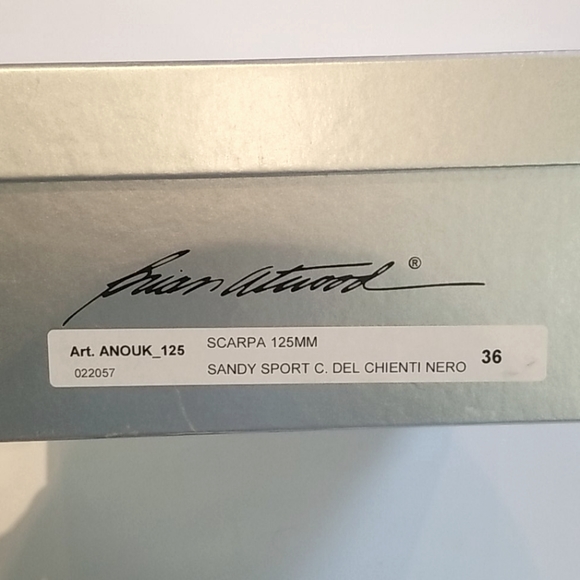 Brian Atwood ®
Art. ANOUK_125 SCARPA 125MM
022057 SANDY SPORT C. DEL CHIENTI NERO 36